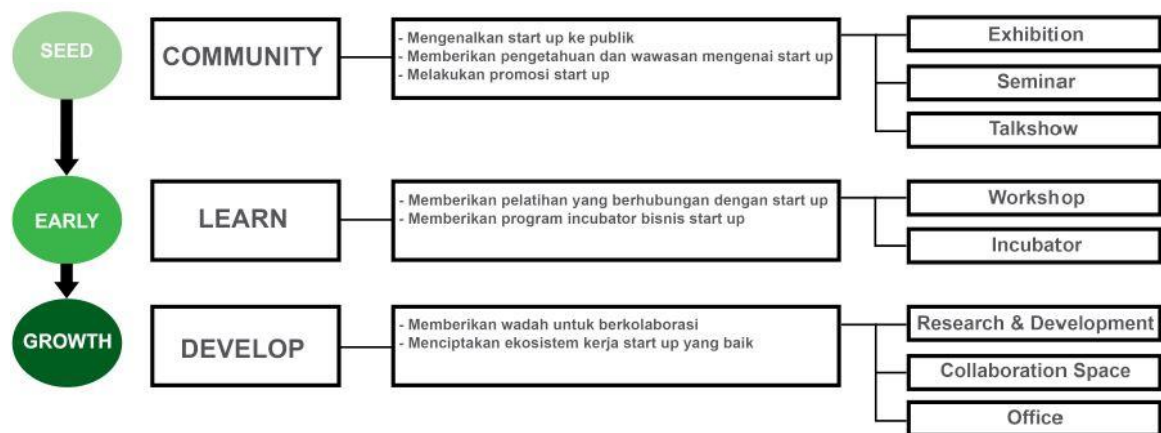 SEED
COMMUNITY
- Mengenalkan start up ke publik
- Memberikan pengetahuan dan wawasan mengenai start up
- Melakukan promosi start up
Exhibition
Seminar
Talkshow
EARLY
LEARN
- Memberikan pelatihan yang berhubungan dengan start up
- Memberikan program incubator bisnis start up
Workshop
Incubator
GROWTH
DEVELOP
- Memberikan wadah untuk berkolaborasi
- Menciptakan ekosistem kerja start up yang baik
Research & Development
Collaboration Space
Office